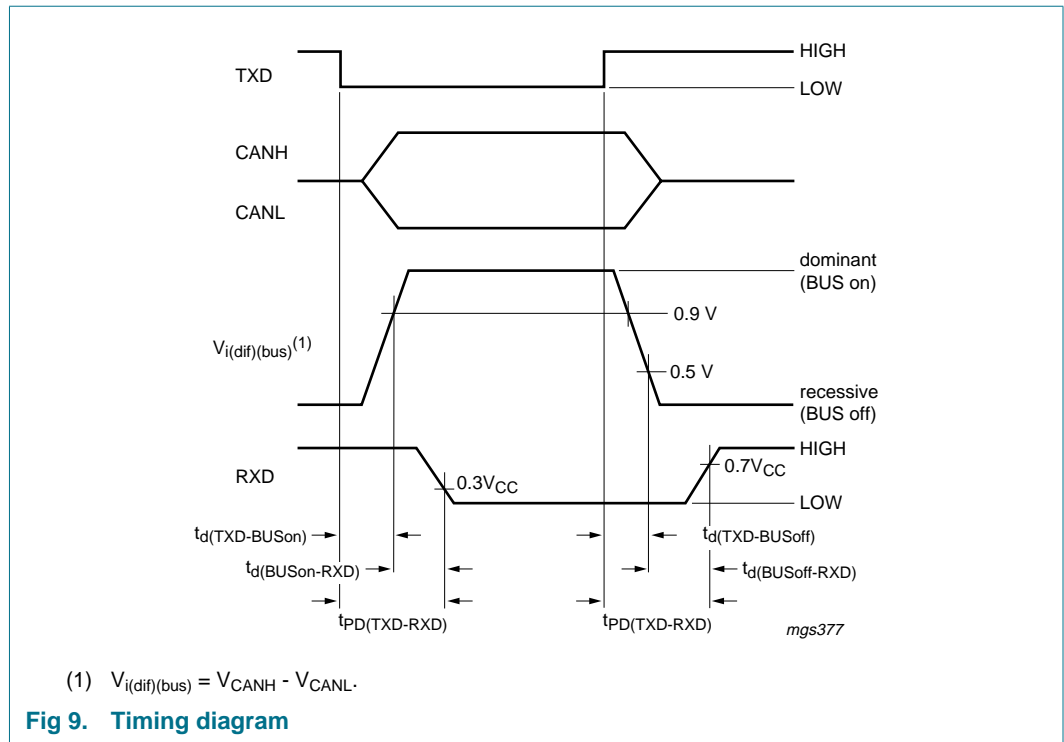 HIGH
TXD
LOW
CANH
CANL
dominant
(BUS on)
0.9 V
Vi(dif)(bus)(1)
0.5 V
recessive
(BUS off)
HIGH
RXD
0.7VCC
0.3VCC
LOW
td(TXD-BUSon)
td(TXD-BUSoff)
td(BUSon-RXD)
td(BUSoff-RXD)
tPD(TXD-RXD)
tPD(TXD-RXD)
mgs377
(1) Vi(dif)(bus) = VCANH - VCANL.
Fig 9. Timing diagram